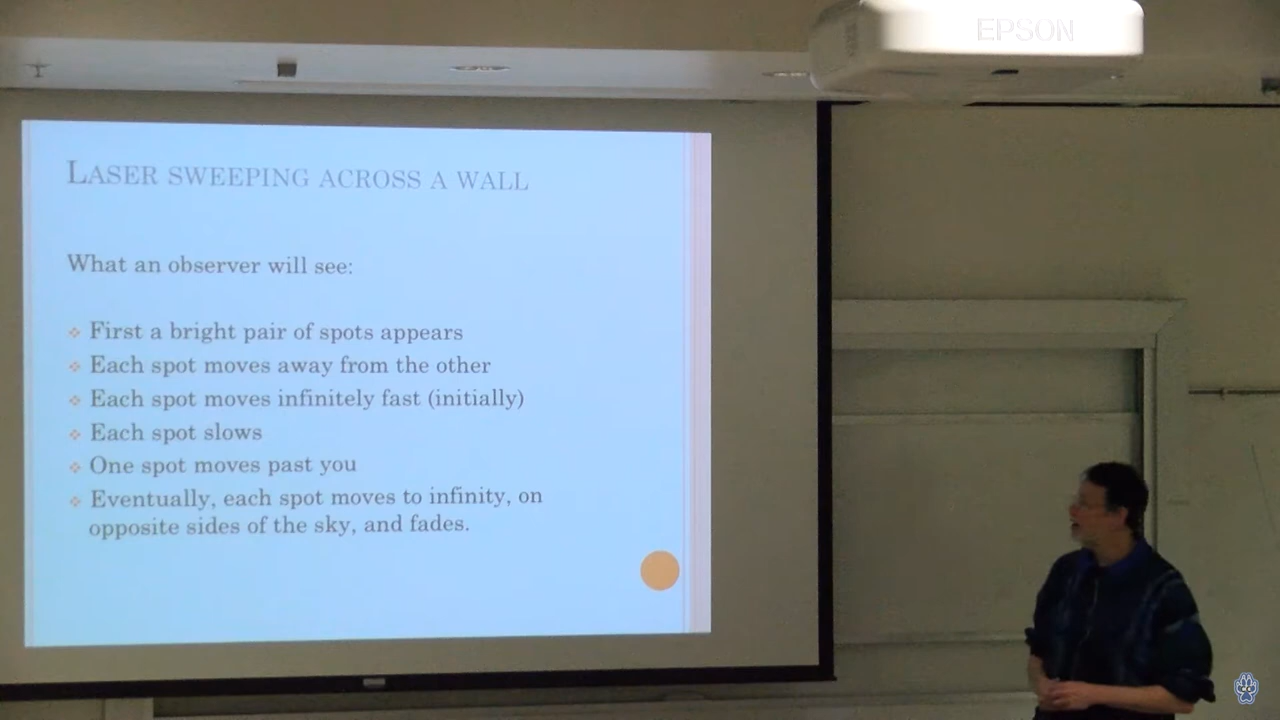 EPSON
LASER SWEEPING ACROSS A WALL
What an observer will see:
First a bright pair of spots appears
Each spot moves away from the other
Each spot moves infinitely fast (initially)
Each spot slows
One spot moves past you
Eventually, each spot moves to infinity, on
opposite sides of the sky, and fades.